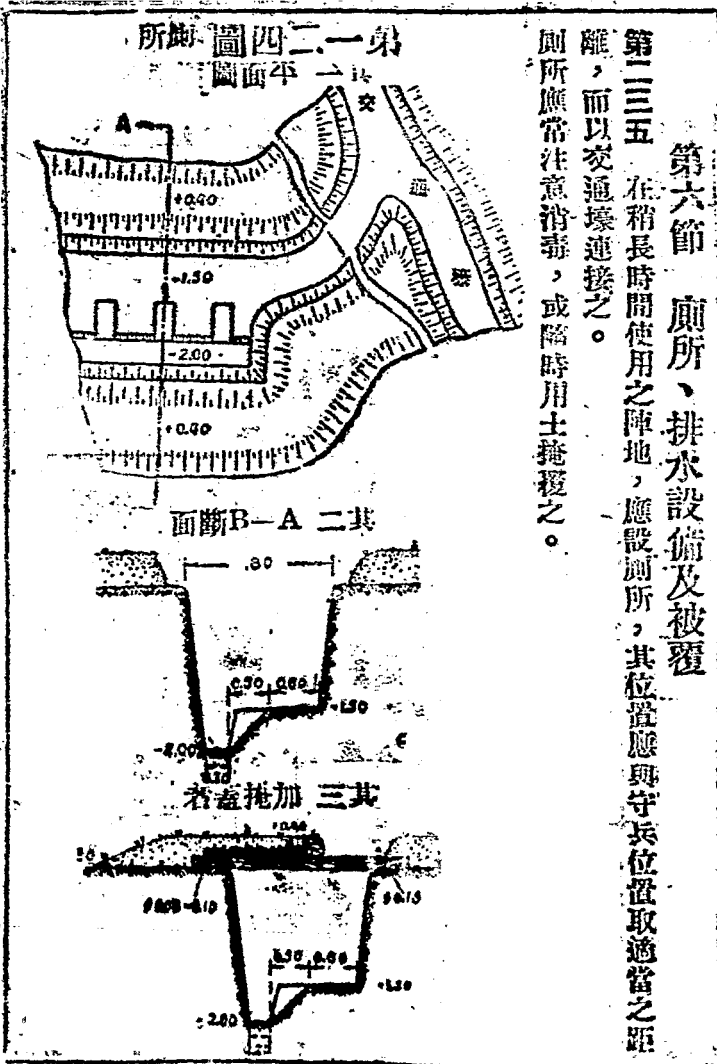 第六節　廁所、排水設備及被覆
第二三五　在稍長時間使用之陣地，應設廁所，其位置應與守兵位置取適當之距
離，而以交通壕連接之。
廁所應常注意消毒，或隨時用土掩覆之。
第一二四圖　廁所
其一　平面圖
A
交
通
壕
+0.40
-1.50
-2.00
+0.40
其二　A—B斷面
.80
0.50 0.60
-1.50
-2.00
其三　加掩蓋者
0.60
-1.50
-2.00